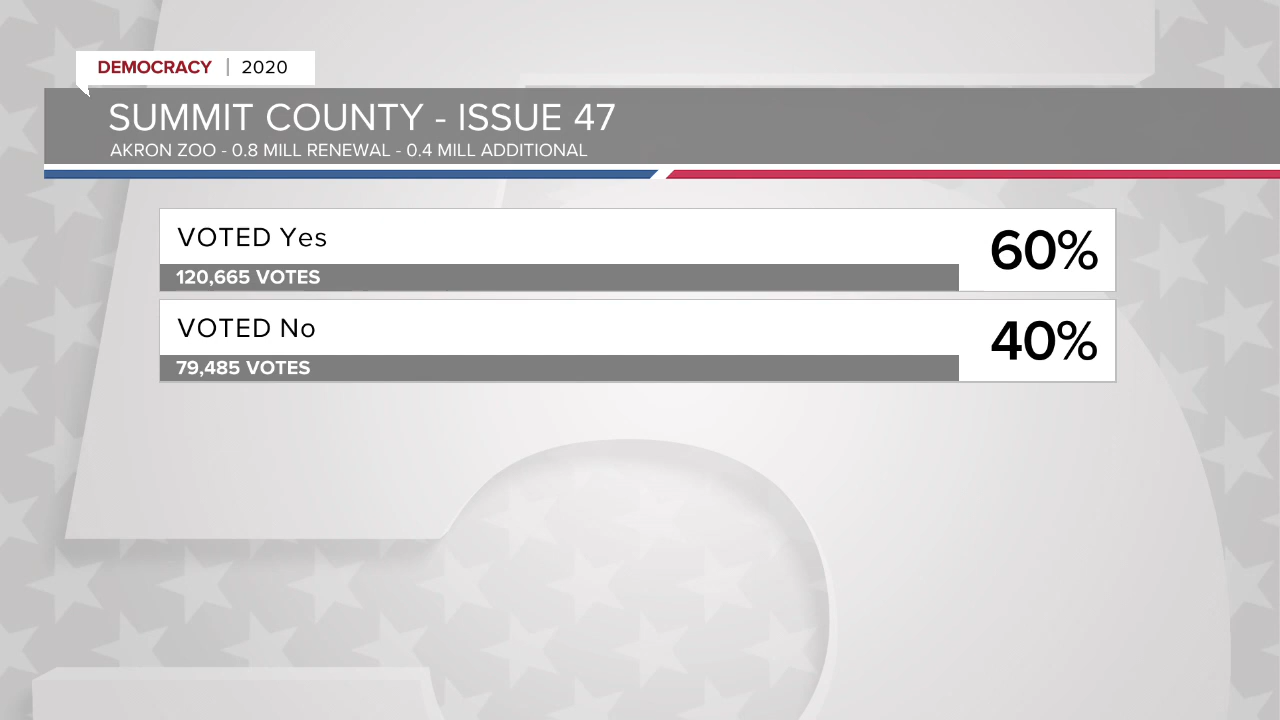 DEMOCRACY | 2020
SUMMIT COUNTY - ISSUE 47
AKRON ZOO - 0.8 MILL RENEWAL - 0.4 MILL ADDITIONAL
VOTED Yes
60%
120,665 VOTES
VOTED No
40%
79,485 VOTES